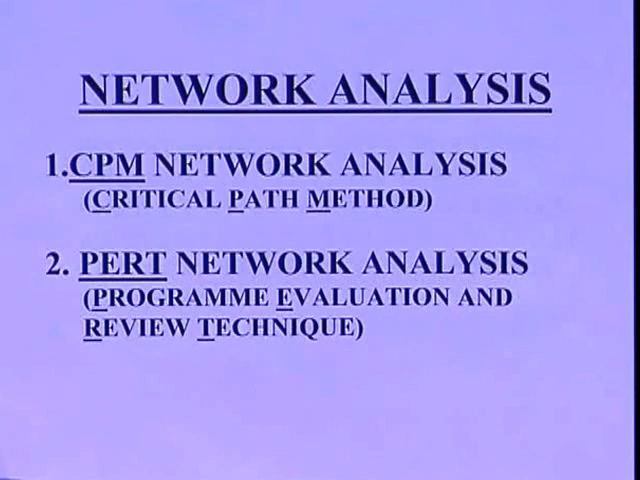 NETWORK ANALYSIS
1.CPM NETWORK ANALYSIS
(CRITICAL PATH METHOD)
2. PERT NETWORK ANALYSIS
(PROGRAMME EVALUATION AND
REVIEW TECHNIQUE)